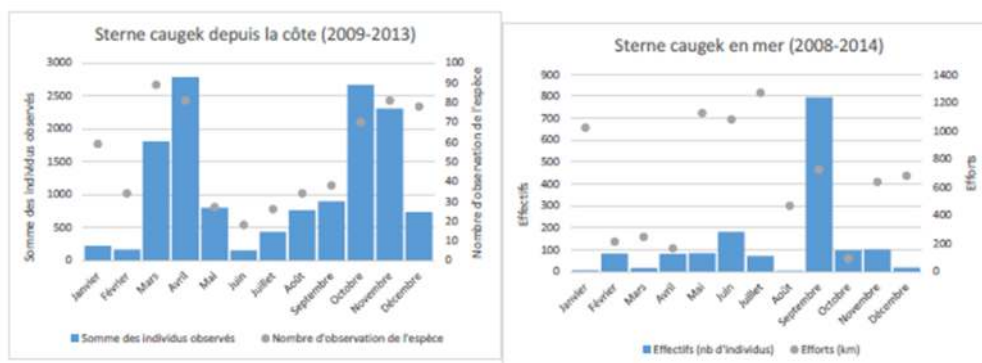 Sterne caugek depuis la côte (2009-2013)
Somme des individus observés
3000
2500
2000
1500
1000
500
0
100
90
80
70
60
50
40
30
20
10
0
Nombre d'observation de l'espèce
Janvier
Février
Mars
Avril
Mai
Juin
Juillet
Août
Septembre
Octobre
Novembre
Décembre
Somme des individus observés
Nombre d'observation de l'espèce
Sterne caugek en mer (2008-2014)
Effectifs
900
800
700
600
500
400
300
200
100
0
1400
1200
1000
800
600
400
200
0
Efforts
Janvier
Février
Mars
Avril
Mai
Juin
Juillet
Août
Septembre
Octobre
Novembre
Décembre
Effectifs (nb d'individus)
Efforts (km)